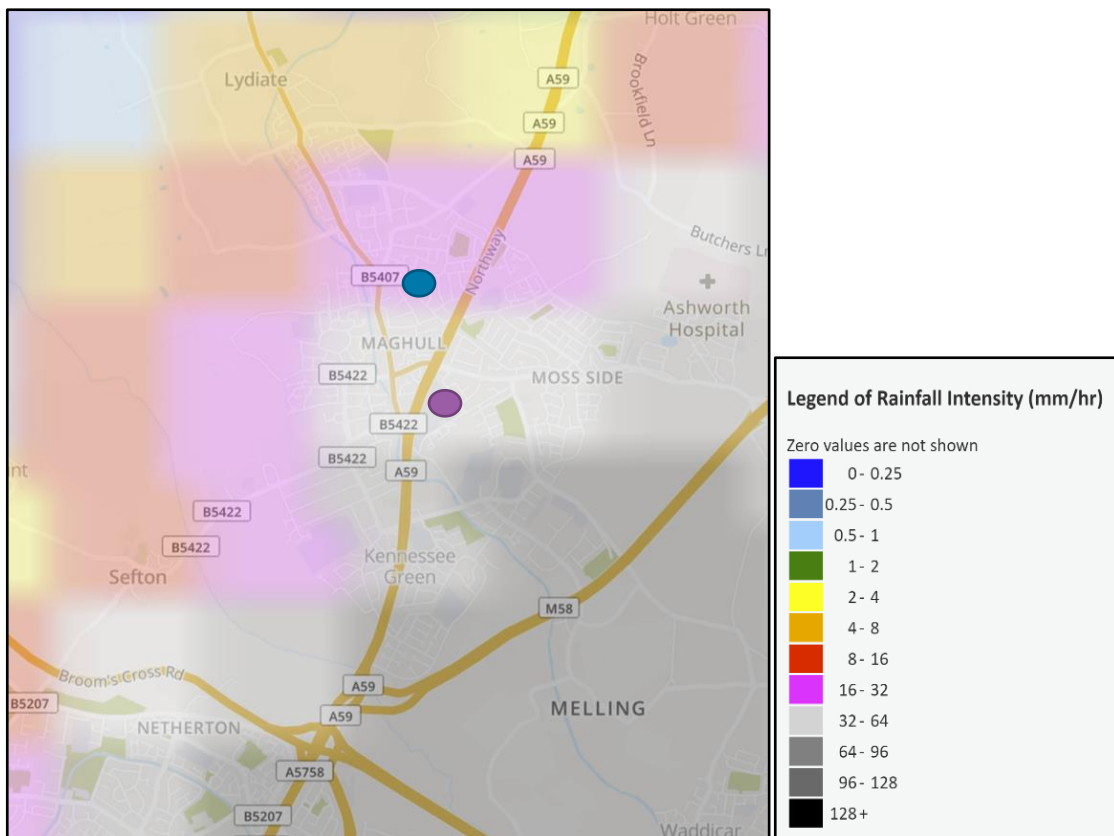 Holt Green
Lydiate
A59
Brookfield Ln
A59
A59
Butchers Ln
Northway
B5407
Ashworth
Hospital
MAGHULL
B5422
MOSS SIDE
B5422
B5422
A59
nt
B5422
B5422
Kennessee
Green
Sefton
M58
Broom's Cross Rd
A59
B5207
A59
MELLING
NETHERTON
A5758
B5207
Waddicar
Legend of Rainfall Intensity (mm/hr)
Zero values are not shown
0 - 0.25
0.25 - 0.5
0.5 - 1
1 - 2
2 - 4
4 - 8
8 - 16
16 - 32
32 - 64
64 - 96
96 - 128
128 +